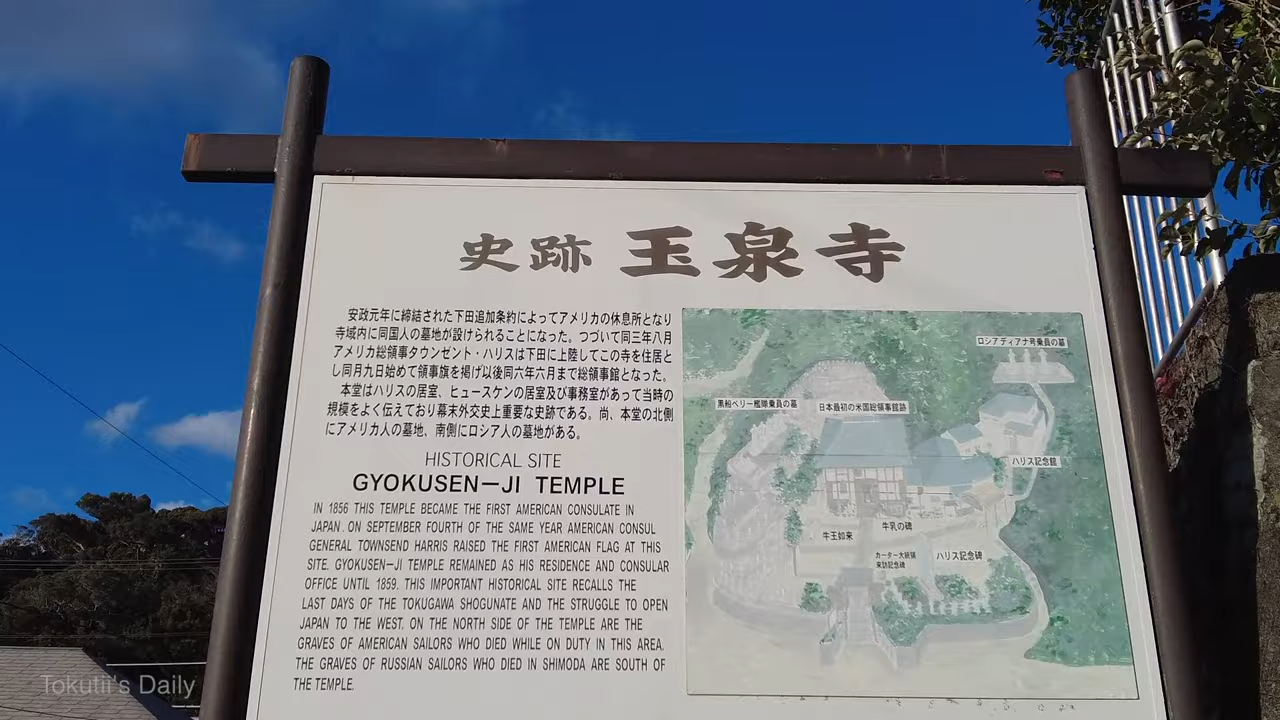 史跡 玉泉寺
安政元年に締結された下田追加条約によってアメリカの休息所となり
寺域内に同国人の墓地が設けられることになった。つづいて同三年八月
アメリカ総領事タウンゼント・ハリスは下田に上陸してこの寺を住居と
し同月九日始めて領事旗を掲げ以後同六年六月まで総領事館となった。
本堂はハリスの居室、ヒュースケンの居室及び事務室があって当時の
規模をよく伝えており幕末外交史上重要な史跡である。尚、本堂の北側
にアメリカ人の墓地、南側にロシア人の墓地がある。
HISTORICAL SITE
GYOKUSEN-JI TEMPLE
IN 1856 THIS TEMPLE BECAME THE FIRST AMERICAN CONSULATE IN
JAPAN. ON SEPTEMBER FOURTH OF THE SAME YEAR AMERICAN CONSUL
GENERAL TOWNSEND HARRIS RAISED THE FIRST AMERICAN FLAG AT THIS
SITE. GYOKUSEN-JI TEMPLE REMAINED AS HIS RESIDENCE AND CONSULAR
OFFICE UNTIL 1859. THIS IMPORTANT HISTORICAL SITE RECALLS THE
LAST DAYS OF THE TOKUGAWA SHOGUNATE AND THE STRUGGLE TO OPEN
JAPAN TO THE WEST. ON THE NORTH SIDE OF THE TEMPLE ARE THE
GRAVES OF AMERICAN SAILORS WHO DIED WHILE ON DUTY IN THIS AREA.
THE GRAVES OF RUSSIAN SAILORS WHO DIED IN SHIMODA ARE SOUTH OF
THE TEMPLE.
ロシアディアナ号乗員の墓
黒船ペリー艦隊乗員の墓
日本最初の米国総領事館跡
ハリス記念館
牛乳の碑
牛王如来
カーター大統領
来訪記念碑
ハリス記念碑
Tokutii's Daily